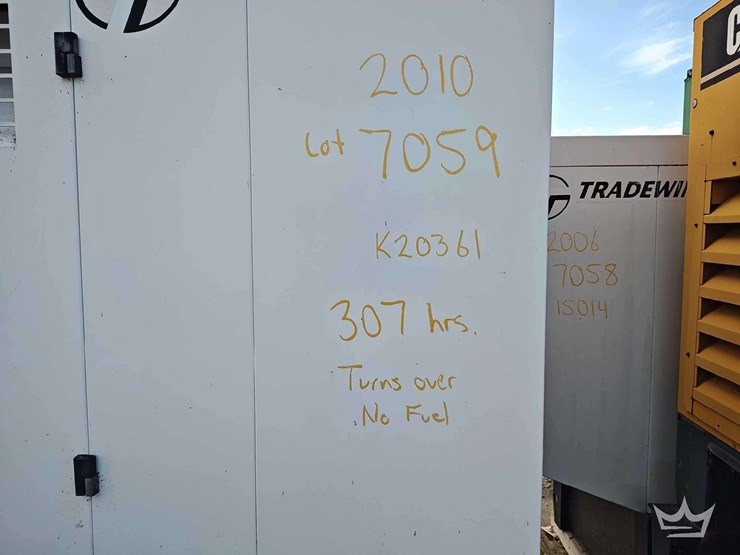 2010
Lot 7059
K20361
307 hrs.
Turns over
No Fuel
TRADEWI
2006
7058
15014
C